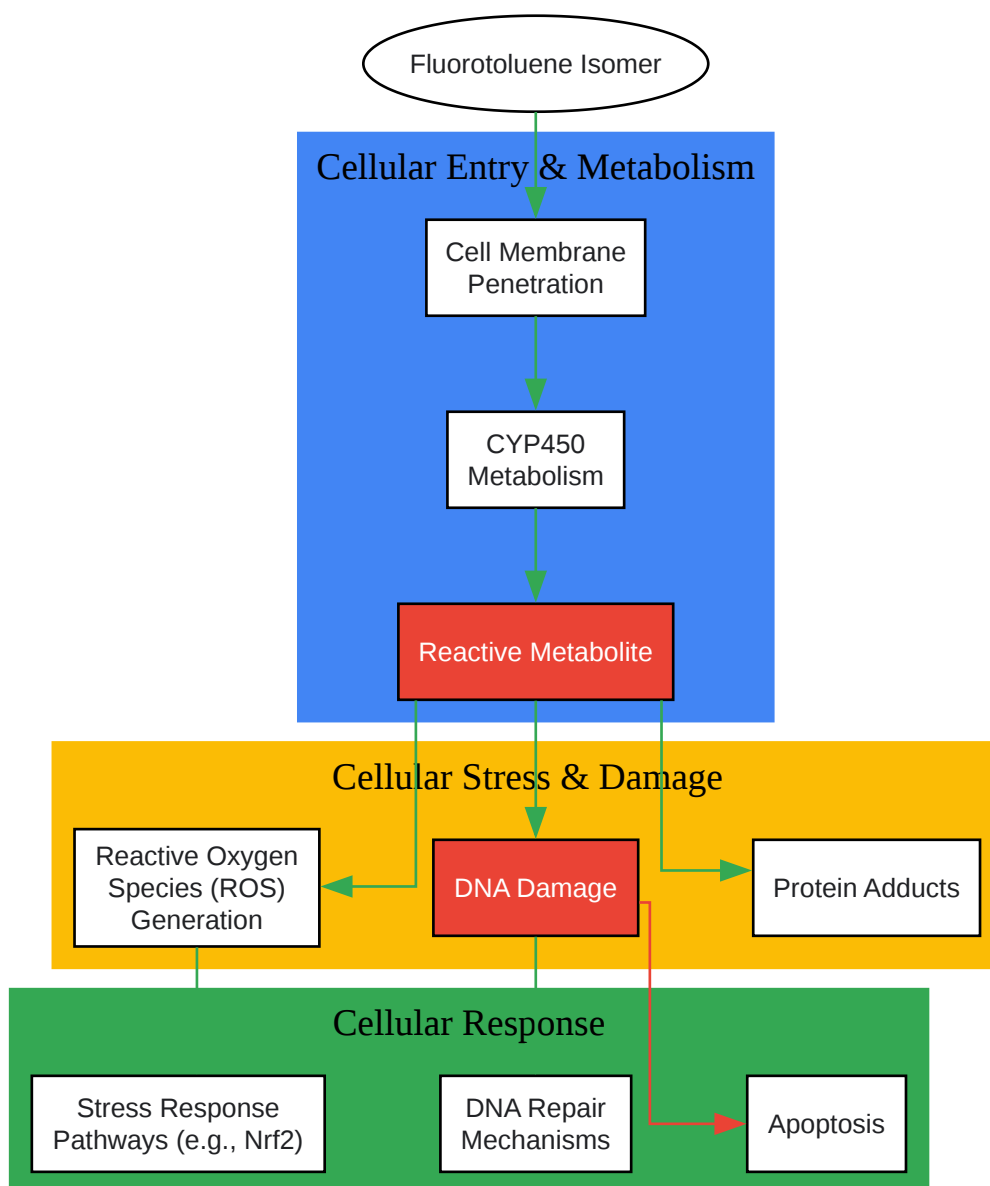 Fluorotoluene Isomer
Cellular Entry & Metabolism
Cell Membrane
Penetration
CYP450
Metabolism
Reactive Metabolite
Cellular Stress & Damage
Reactive Oxygen
Species (ROS)
Generation
DNA Damage
Protein Adducts
Cellular Response
Stress Response
Pathways (e.g., Nrf2)
DNA Repair
Mechanisms
Apoptosis